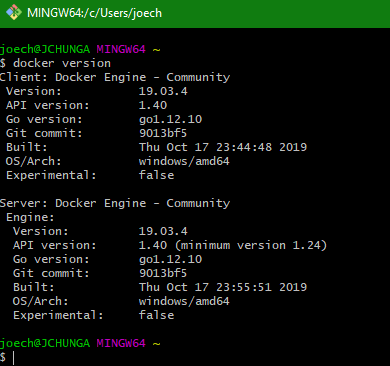 MINGW64:/c/Users/joech
joech@JCHUNGA MINGW64 ~
$ docker version
Client: Docker Engine - Community
 Version:           19.03.4
 API version:       1.40
 Go version:        go1.12.10
 Git commit:        9013bf5
 Built:             Thu Oct 17 23:44:48 2019
 OS/Arch:           windows/amd64
 Experimental:      false

Server: Docker Engine - Community
 Engine:
  Version:          19.03.4
  API version:      1.40 (minimum version 1.24)
  Go version:       go1.12.10
  Git commit:       9013bf5
  Built:            Thu Oct 17 23:55:51 2019
  OS/Arch:          windows/amd64
  Experimental:     false

joech@JCHUNGA MINGW64 ~
$